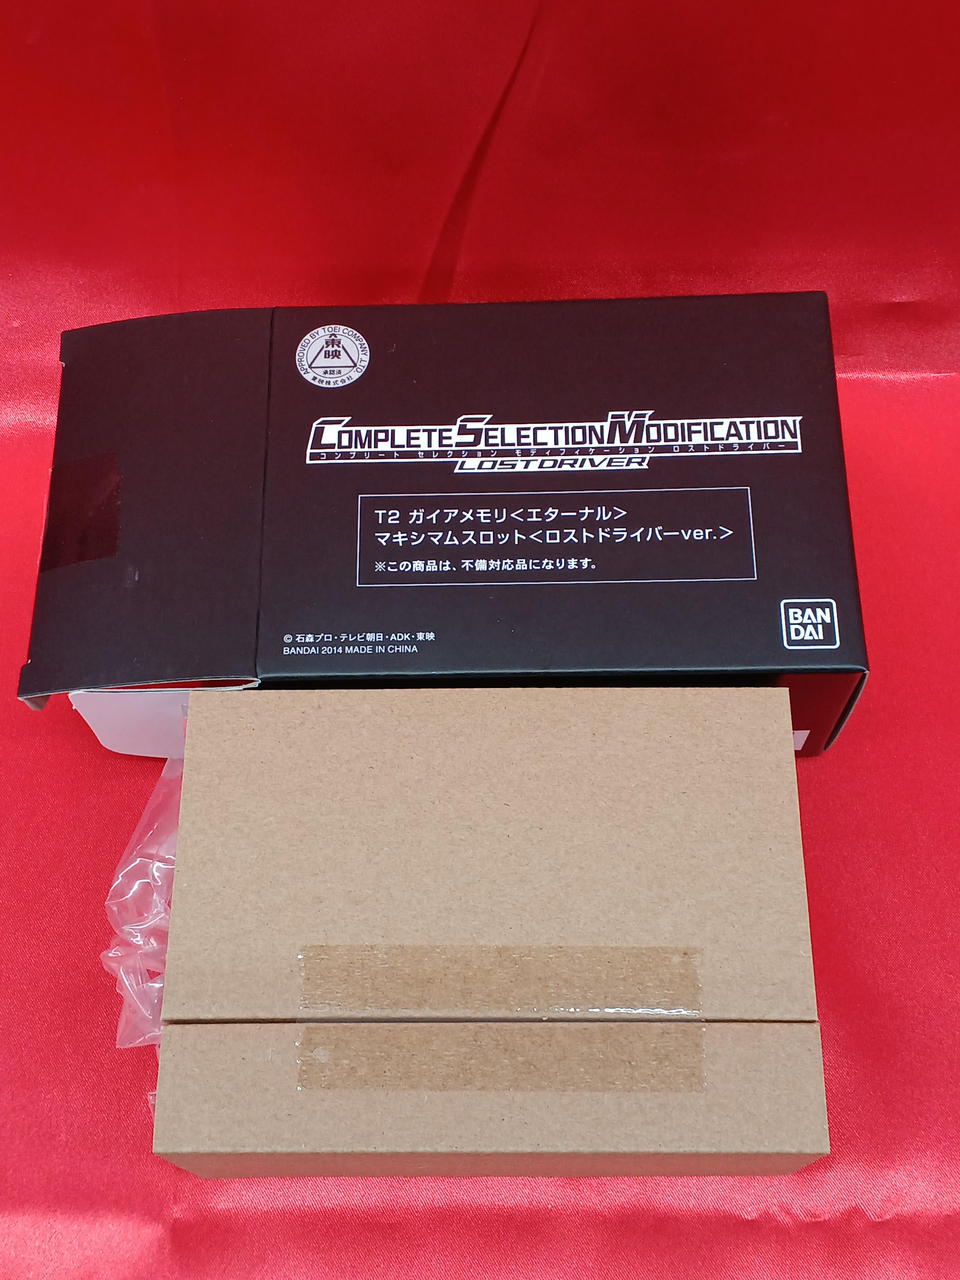 APPROVED BY TOEI COMPANY, LTD.
東映
承認済
東映株式会社
COMPLETE SELECTION MODIFICATION
コンプリート セレクション モディフィケーション ロストドライバー
LOSTDRIVER
T2 ガイアメモリ<エターナル>
マキシマムスロット<ロストドライバーver.>
※この商品は、不備対応品になります。
© 石森プロ・テレビ朝日・ADK・東映
BANDAI 2014 MADE IN CHINA
BAN
DAI